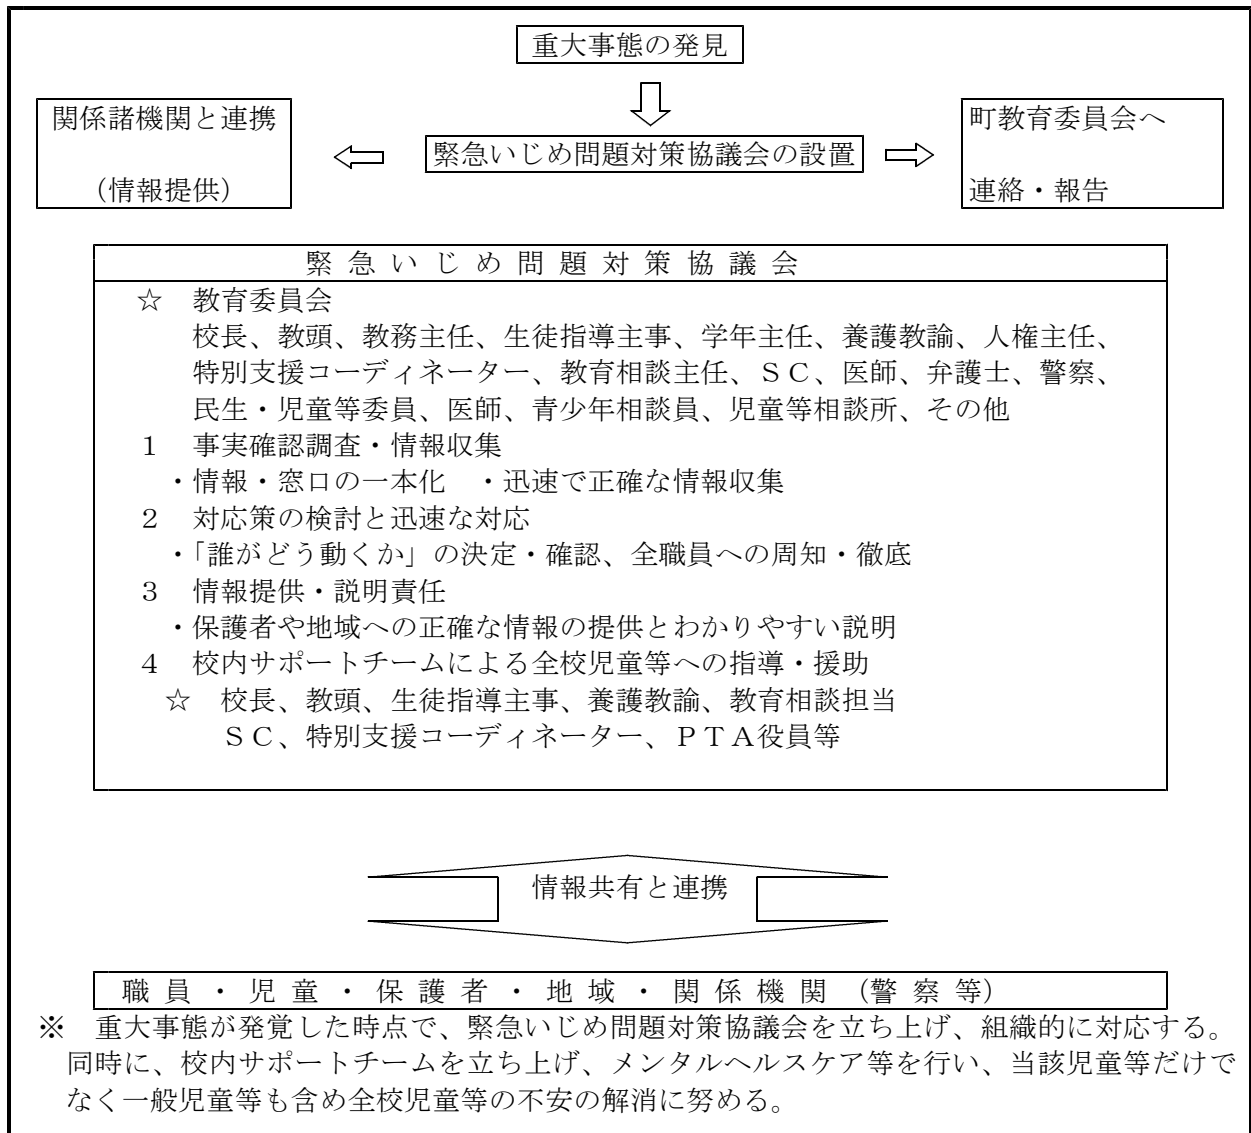 重大事態の発見
関係諸機関と連携
（情報提供）
緊急いじめ問題対策協議会の設置
町教育委員会へ
連絡・報告
緊 急 い じ め 問 題 対 策 協 議 会
☆　教育委員会
校長、教頭、教務主任、生徒指導主事、学年主任、養護教諭、人権主任、
特別支援コーディネーター、教育相談主任、ＳＣ、医師、弁護士、警察、
民生・児童等委員、医師、青少年相談員、児童等相談所、その他
１　事実確認調査・情報収集
・情報・窓口の一本化　・迅速で正確な情報収集
２　対応策の検討と迅速な対応
・「誰がどう動くか」の決定・確認、全職員への周知・徹底
３　情報提供・説明責任
・保護者や地域への正確な情報の提供とわかりやすい説明
４　校内サポートチームによる全校児童等への指導・援助
☆　校長、教頭、生徒指導主事、養護教諭、教育相談担当
ＳＣ、特別支援コーディネーター、ＰＴＡ役員等
情報共有と連携
職 員 ・ 児 童 ・ 保 護 者 ・ 地 域 ・ 関 係 機 関 （警 察 等）
※　重大事態が発覚した時点で、緊急いじめ問題対策協議会を立ち上げ、組織的に対応する。
同時に、校内サポートチームを立ち上げ、メンタルヘルスケア等を行い、当該児童等だけで
なく一般児童等も含め全校児童等の不安の解消に努める。